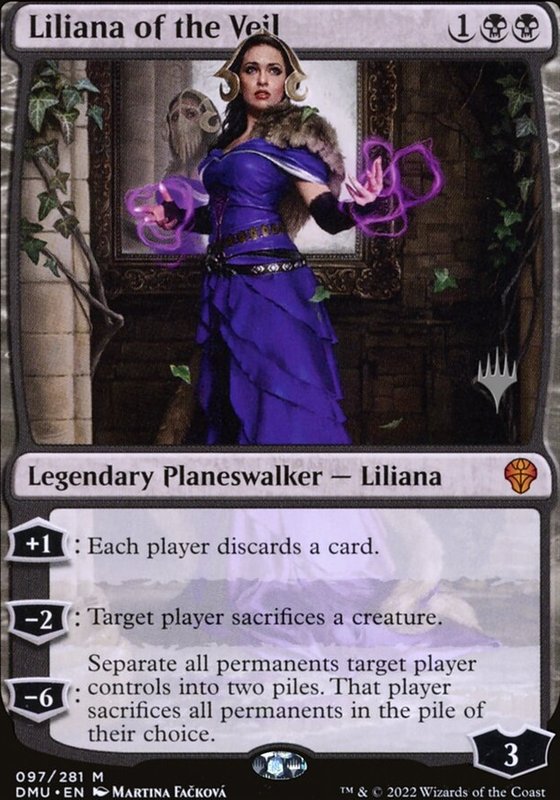 Liliana of the Veil
1
Legendary Planeswalker — Liliana
+1 : Each player discards a card.
−2 : Target player sacrifices a creature.
Separate all permanents target player
−6 : controls into two piles. That player
sacrifices all permanents in the pile of
their choice.
3
097/281 M
DMU • EN Martina Fačková
™ & © 2022 Wizards of the Coast